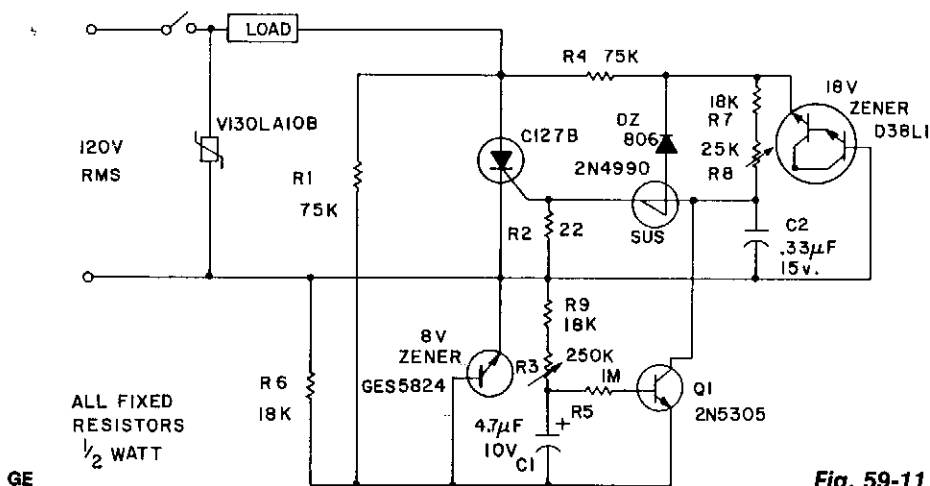 LOAD
R4 75K
18V
ZENER
D38L1
18K
R7
V130LA10B
C127B
DZ
806
25K
R8
120V
RMS
2N4990
R1
75K
R2
22
SUS
C2
.33μF
15v.
R9
18K
8V
ZENER
GES5824
R3
250K
1M
R5
Q1
2N5305
R6
18K
4.7μF
10V
+
C1
ALL FIXED
RESISTORS
1/2 WATT
GE
Fig. 59-11